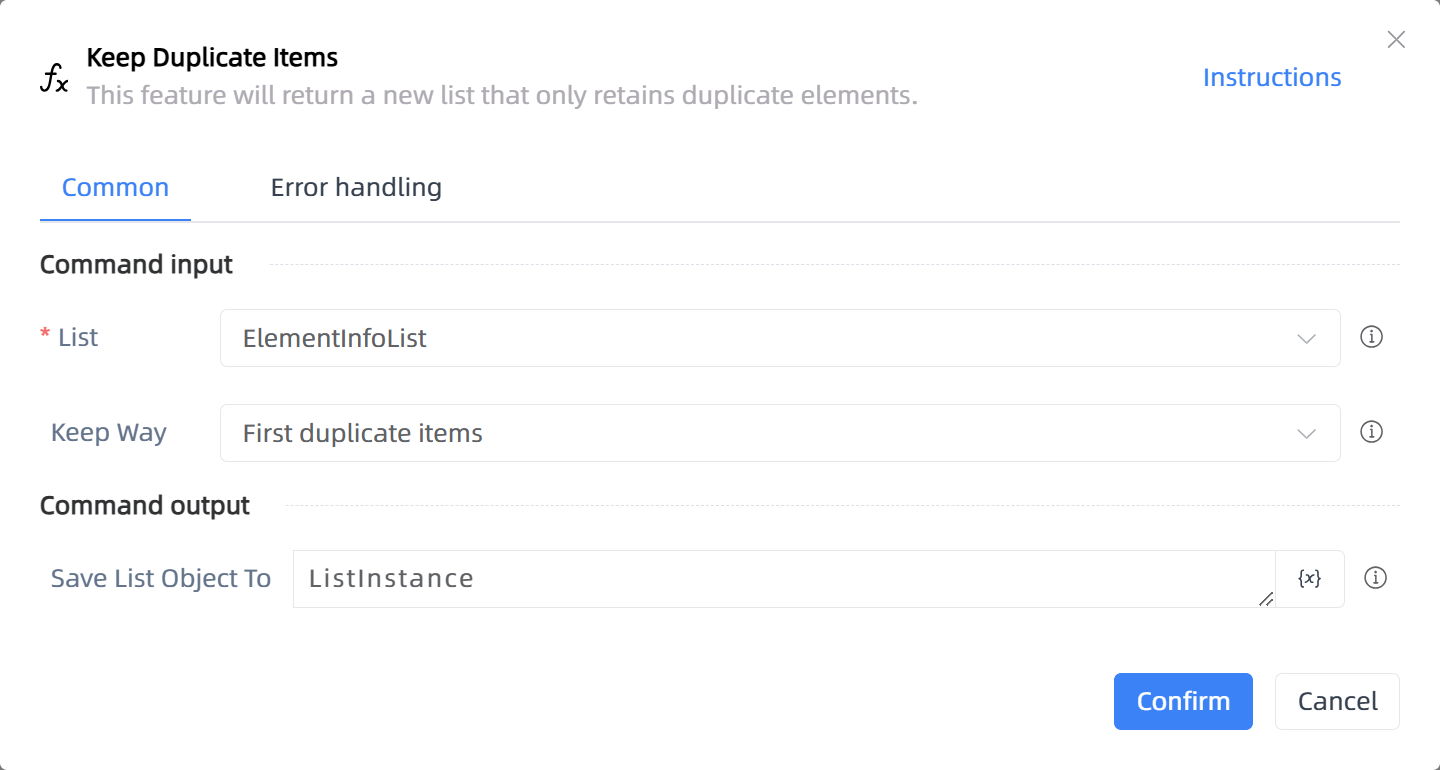 Keep Duplicate Items
This feature will return a new list that only retains duplicate elements.
Instructions
Common
Error handling
Command input
* List
ElementInfoList
Keep Way
First duplicate items
Command output
Save List Object To
ListInstance
{x}
Confirm
Cancel